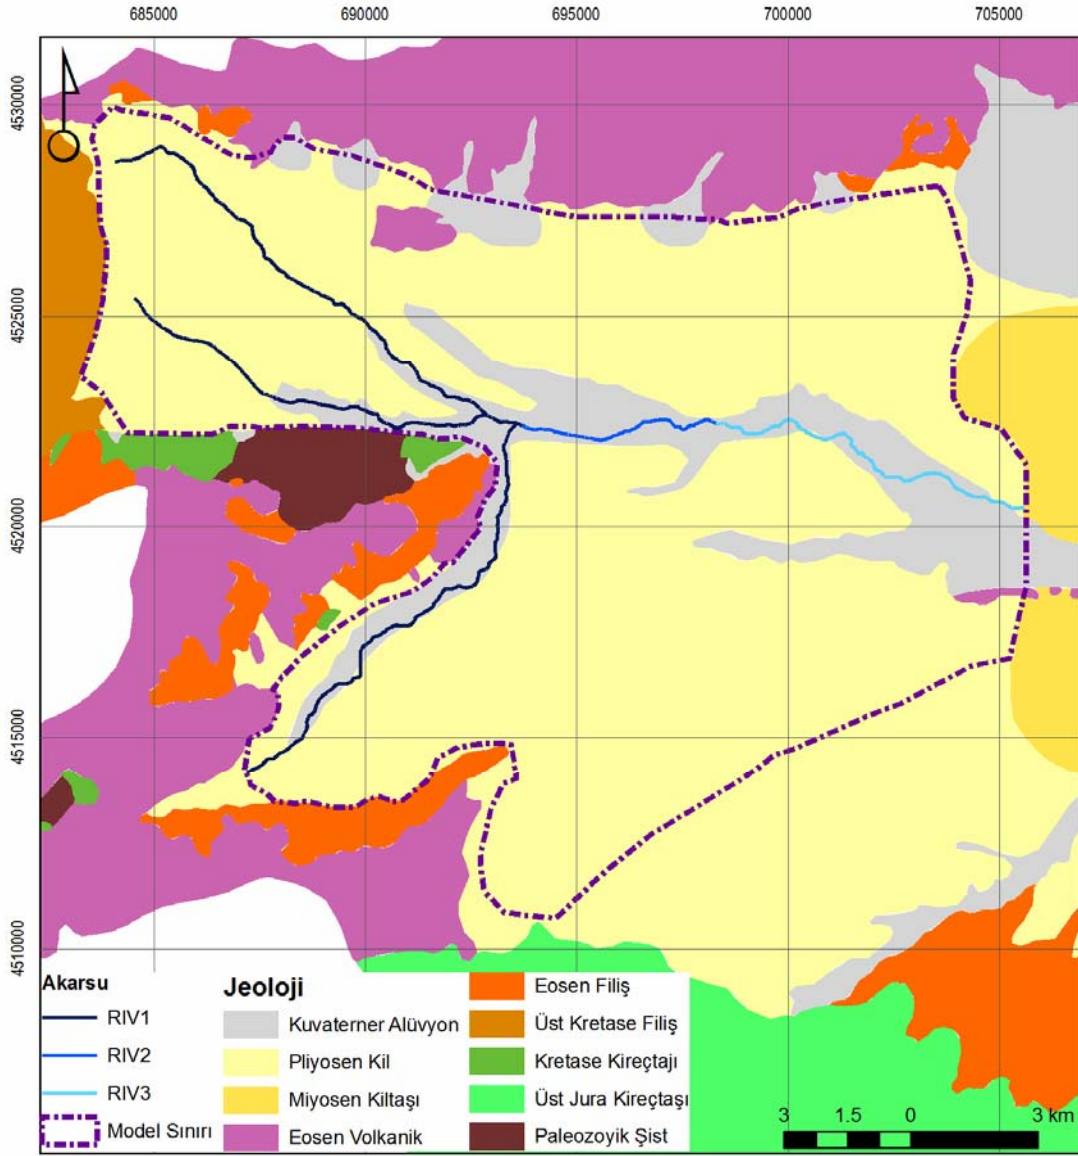 685000 690000 695000 700000 705000
4530000
4525000
4520000
4515000
4510000
Akarsu
RIV1
RIV2
RIV3
Model Sınırı
Jeoloji
Kuvaterner Alüvyon
Pliyosen Kil
Miyosen Kiltaşı
Eosen Volkanik
Eosen Filiş
Üst Kretase Filiş
Kretase Kireçtajı
Üst Jura Kireçtaşı
Paleozoyik Şist
3 1.5 0 3 km